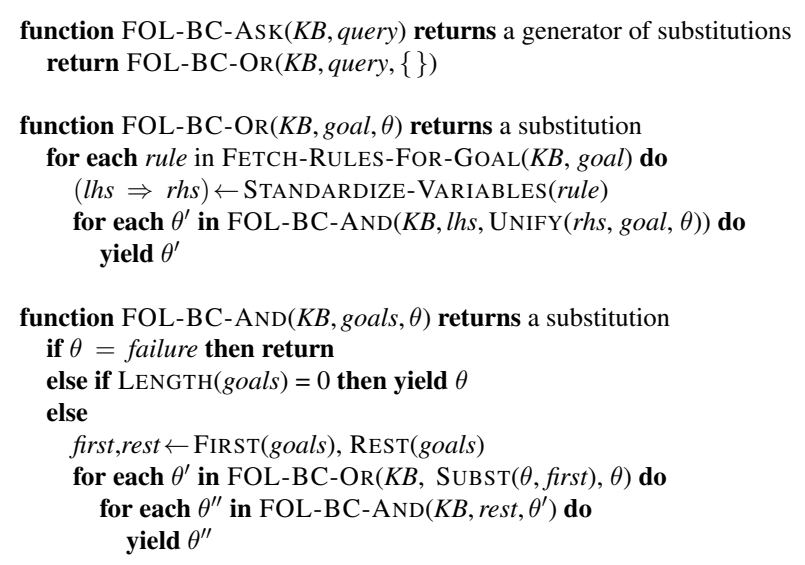 function FOL-BC-ASK(KB, query) returns a generator of substitutions
return FOL-BC-OR(KB, query, { })
function FOL-BC-OR(KB, goal, θ) returns a substitution
for each rule in FETCH-RULES-FOR-GOAL(KB, goal) do
(lhs ⇒ rhs) ← STANDARDIZE-VARIABLES(rule)
for each θ′ in FOL-BC-AND(KB, lhs, UNIFY(rhs, goal, θ)) do
yield θ′
function FOL-BC-AND(KB, goals, θ) returns a substitution
if θ = failure then return
else if LENGTH(goals) = 0 then yield θ
else
first,rest ← FIRST(goals), REST(goals)
for each θ′ in FOL-BC-OR(KB, SUBST(θ, first), θ) do
for each θ′′ in FOL-BC-AND(KB, rest, θ′) do
yield θ′′